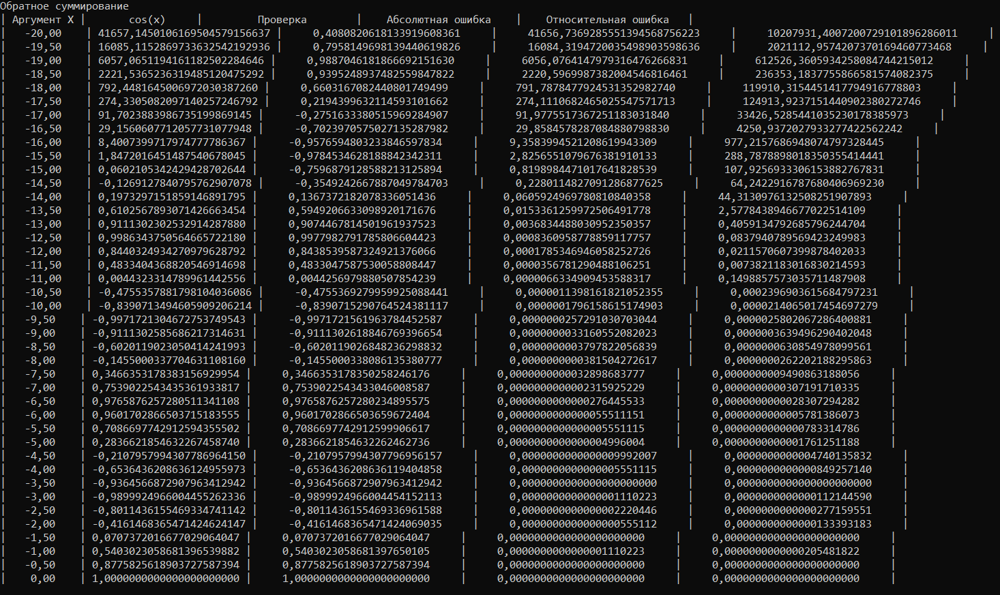 Обратное суммирование
| Аргумент X | cos(x) | Проверка | Абсолютная ошибка | Относительная ошибка |
| -20,00 | 41657,1450106169504579156637 | 0,4080820618133919608361 | 41656,7369285551394568756223 | 10207931,4007200729101896286011 |
| -19,50 | 16085,1152869733632542192936 | 0,7958149698139440619826 | 16084,3194720035498903598636 | 2021112,9574207370169460773468 |
| -19,00 | 6057,0651194161182502284646 | 0,9887046181866692151630 | 6056,0764147979316476266831 | 612526,3605934258084744215012 |
| -18,50 | 2221,5365236319485120475292 | 0,9395248937482559847822 | 2220,5969987382004546816461 | 236353,1837755866581574082375 |
| -18,00 | 792,4481645006972030387260 | 0,6603167082440801749499 | 791,7878477924531352982740 | 119910,3154451417794916778803 |
| -17,50 | 274,3305082097140257246792 | 0,2194399632114593101662 | 274,1110682465025547571713 | 124913,9237151440902380272746 |
| -17,00 | 91,7023883986735199869145 | -0,2751633380515969284907 | 91,9775517367251183031840 | 33426,5285441035230178385973 |
| -16,50 | 29,1560607712057731077948 | -0,7023970575027135287982 | 29,8584578287084880798830 | 4250,9372027933277422562242 |
| -16,00 | 8,4007399717974777786367 | -0,9576594803233846597834 | 9,3583994521208619943309 | 977,2157686948074797328445 |
| -15,50 | 1,8472016451487540678045 | -0,9784534628188842342311 | 2,8256551079676381910133 | 288,7878898018350355414441 |
| -15,00 | 0,0602105342429428702644 | -0,7596879128588213125894 | 0,8198984471017641828539 | 107,9256933306153882767831 |
| -14,50 | -0,1269127840795762907078 | -0,3549242667887049784703 | 0,2280114827091286877625 | 64,2422916787680406969230 |
| -14,00 | 0,1973297151859146891795 | 0,1367372182078336051436 | 0,0605924969780810840358 | 44,3130976132508251907893 |
| -13,50 | 0,6102567893071426663454 | 0,5949206633098920171676 | 0,0153361259972506491778 | 2,5778438946677022514109 |
| -13,00 | 0,9111302302532914287880 | 0,9074467814501961937523 | 0,0036834488030952350357 | 0,4059134792685796244704 |
| -12,50 | 0,9986343750564665722180 | 0,9977982791785806604423 | 0,0008360958778859117757 | 0,0837940789569423249983 |
| -12,00 | 0,8440324934270979628792 | 0,8438539587324921376066 | 0,0001785346946058252726 | 0,0211570607399878402033 |
| -11,50 | 0,4833404368820546914698 | 0,4833047587530058808447 | 0,0000356781290488106251 | 0,0073821183016830214593 |
| -11,00 | 0,0044323314789961442556 | 0,0044256979880507854239 | 0,0000066334909453588317 | 0,1498857573035711487908 |
| -10,50 | -0,4755357881798104036086 | -0,4755369279959925088441 | 0,0000011398161821052355 | 0,0002396903615684797231 |
| -10,00 | -0,8390713494605909206214 | -0,8390715290764524381117 | 0,0000001796158615174903 | 0,0000214065017454697279 |
| -9,50 | -0,9971721304672753749543 | -0,9971721561963784452587 | 0,0000000257291030703044 | 0,0000025802067286400881 |
| -9,00 | -0,9111302585686217314631 | -0,9111302618846769396654 | 0,0000000033160552082023 | 0,0000003639496290402048 |
| -8,50 | -0,6020119023050414241993 | -0,6020119026848236298832 | 0,0000000003797822056839 | 0,0000000630854978099561 |
| -8,00 | -0,1455000337704631108160 | -0,1455000338086135380777 | 0,0000000000381504272617 | 0,0000000262202188295863 |
| -7,50 | 0,3466353178383156929954 | 0,3466353178350258246176 | 0,0000000000032898683777 | 0,0000000009490863188056 |
| -7,00 | 0,7539022543435361933817 | 0,7539022543433046008587 | 0,0000000000002315925229 | 0,0000000000307191710335 |
| -6,50 | 0,9765876257280511341108 | 0,9765876257280234895575 | 0,0000000000000276445533 | 0,0000000000028307294282 |
| -6,00 | 0,9601702866503715183555 | 0,9601702866503659672404 | 0,0000000000000055511151 | 0,0000000000005781386073 |
| -5,50 | 0,7086697742912594355502 | 0,7086697742912599906617 | 0,0000000000000005551115 | 0,0000000000000783314786 |
| -5,00 | 0,2836621854632267458740 | 0,2836621854632262462736 | 0,0000000000000004996004 | 0,0000000000001761251188 |
| -4,50 | -0,2107957994307786964150 | -0,2107957994307796956157 | 0,0000000000000009992007 | 0,0000000000004740135832 |
| -4,00 | -0,6536436208636124955973 | -0,6536436208636119404858 | 0,0000000000000005551115 | 0,0000000000000849257140 |
| -3,50 | -0,9364566872907963412942 | -0,9364566872907963412942 | 0,0000000000000000000000 | 0,0000000000000000000000 |
| -3,00 | -0,9899924966004455262336 | -0,9899924966004454152113 | 0,0000000000000001110223 | 0,0000000000000112144590 |
| -2,50 | -0,8011436155469334741142 | -0,8011436155469336961588 | 0,0000000000000002220446 | 0,0000000000000277159551 |
| -2,00 | -0,4161468365471424624147 | -0,4161468365471424069035 | 0,0000000000000000555112 | 0,0000000000000133393183 |
| -1,50 | 0,0707372016677029064047 | 0,0707372016677029064047 | 0,0000000000000000000000 | 0,0000000000000000000000 |
| -1,00 | 0,5403023058681396539882 | 0,5403023058681397650105 | 0,0000000000000001110223 | 0,0000000000000205481822 |
| -0,50 | 0,8775825618903727587394 | 0,8775825618903727587394 | 0,0000000000000000000000 | 0,0000000000000000000000 |
| 0,00 | 1,0000000000000000000000 | 1,0000000000000000000000 | 0,0000000000000000000000 | 0,0000000000000000000000 |